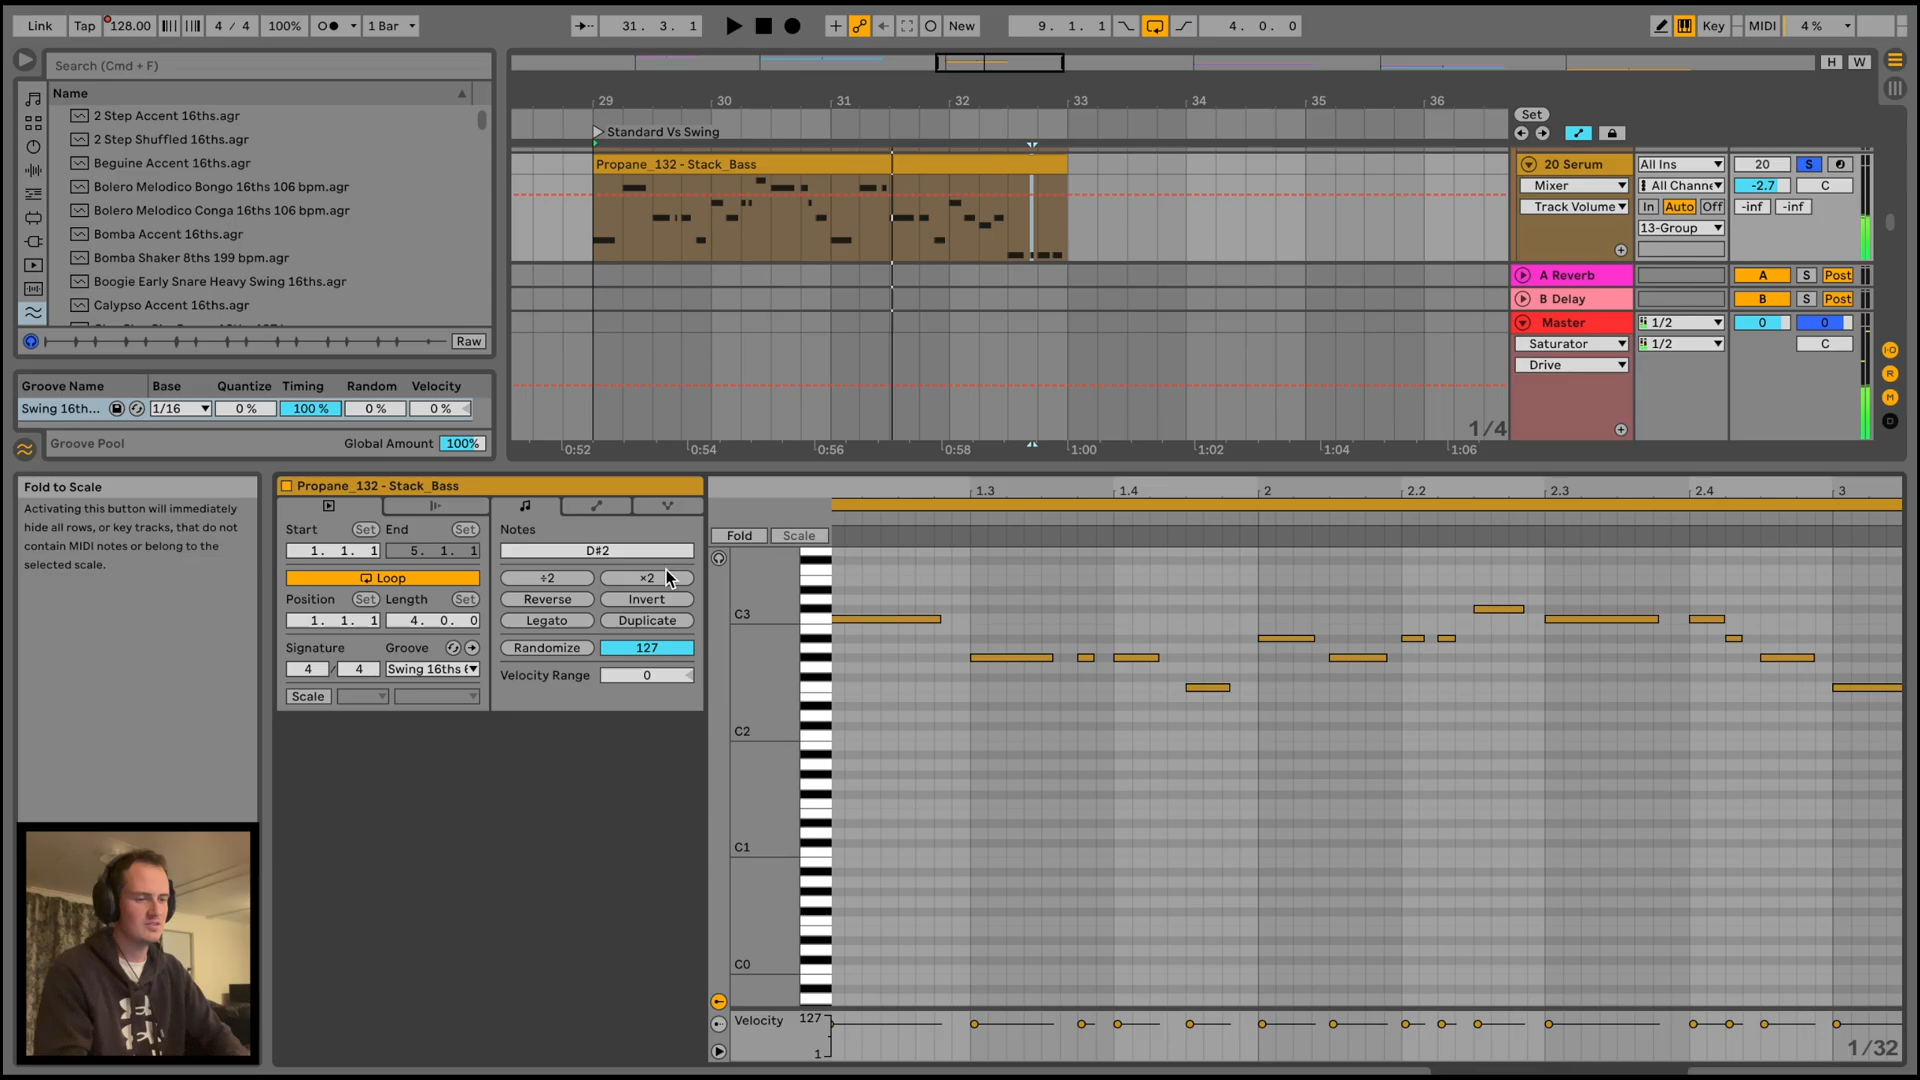 Link Tap 128.00 4 / 4 100% 1 Bar 31. 3. 1 New 9. 1. 1 4. 0. 0 Key MIDI 4 %
Search (Cmd + F)
Name
2 Step Accent 16ths.agr
2 Step Shuffled 16ths.agr
Beguine Accent 16ths.agr
Bolero Melodico Bongo 16ths 106 bpm.agr
Bolero Melodico Conga 16ths 106 bpm.agr
Bomba Accent 16ths.agr
Bomba Shaker 8ths 199 bpm.agr
Boogie Early Snare Heavy Swing 16ths.agr
Calypso Accent 16ths.agr
Raw
Groove Name Base Quantize Timing Random Velocity
Swing 16th... 1/16 0 % 100 % 0 % 0 %
Groove Pool Global Amount 100%
H W
29 30 31 32 33 34 35 36
Standard Vs Swing
Propane_132 - Stack_Bass
1/4
0:52 0:54 0:56 0:58 1:00 1:02 1:04 1:06
Set
20 Serum All Ins 20 S
Mixer All Channe -2.7 C
Track Volume In Auto Off -inf -inf
13-Group
A Reverb A S Post
B Delay B S Post
Master 1/2 0 0
Saturator 1/2 C
Drive
I-O
R
M
D
Fold to Scale
Activating this button will immediately
hide all rows, or key tracks, that do not
contain MIDI notes or belong to the
selected scale.
Propane_132 - Stack_Bass
Start Set End Set
1. 1. 1 5. 1. 1
Loop
Position Set Length Set
1. 1. 1 4. 0. 0
Signature Groove
4 / 4 Swing 16ths
Scale
Notes
D#2
÷2 ×2
Reverse Invert
Legato Duplicate
Randomize 127
Velocity Range 0
1.3 1.4 2 2.2 2.3 2.4 3
Fold Scale
C3
C2
C1
C0
Velocity 127
1
1/32